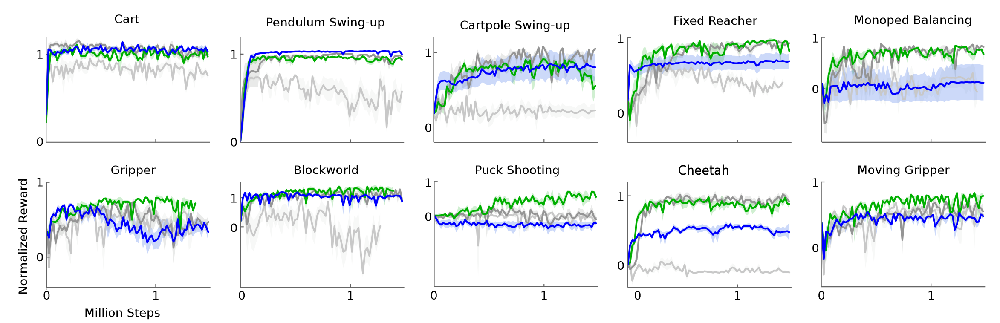 Cart
Pendulum Swing-up
Cartpole Swing-up
Fixed Reacher
Monoped Balancing
1
0
1
0
1
0
1
0
1
0
Gripper
Blockworld
Puck Shooting
Cheetah
Moving Gripper
Normalized Reward
1
0
0
1
1
0
0
1
1
0
0
1
1
0
0
1
1
0
0
1
Million Steps